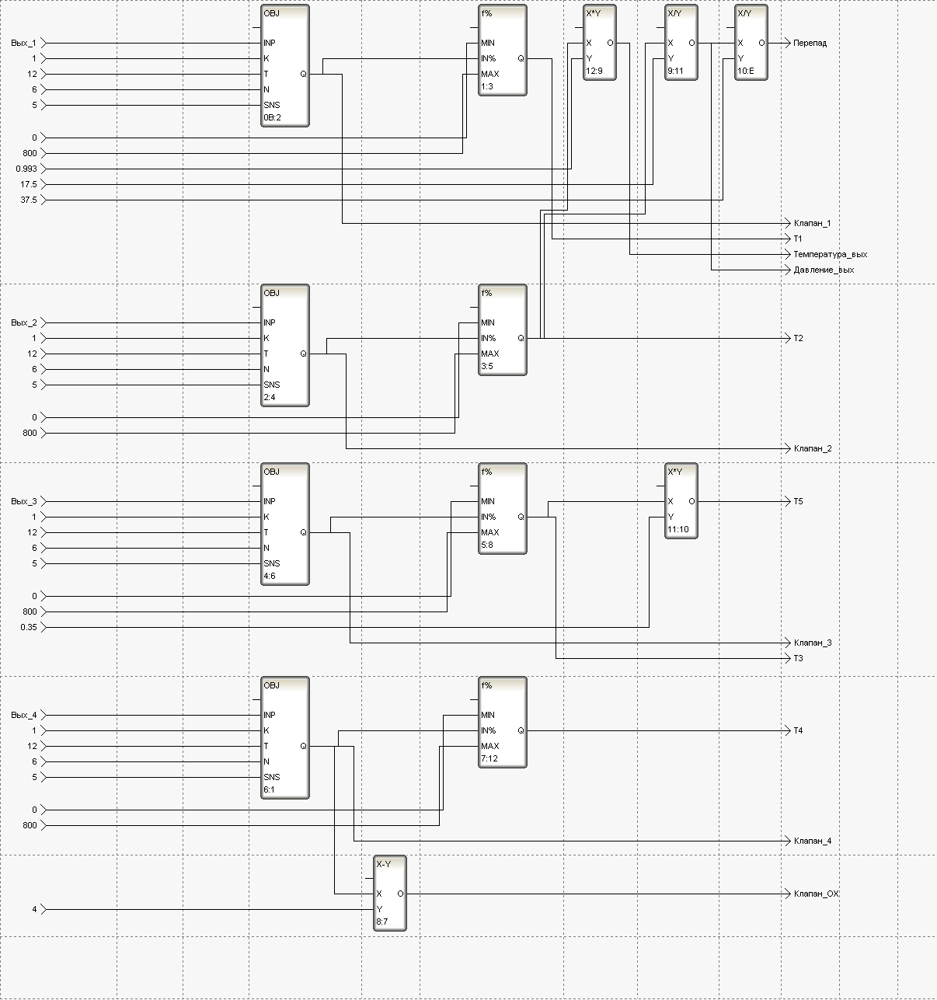 OBJ f% X*Y X/Y X/Y
Вых_1 INP MIN X O X O X O Перепад
1 K IN% Q Y Y Y
12 T Q MAX 12:9 9:11 10:E
6 N 1:3
5 SNS
0B:2
0
800
0.993
17.5
37.5
Клапан_1
T1
Температура_вых
Давление_вых
OBJ f%
Вых_2 INP MIN
1 K IN% Q T2
12 T Q MAX
6 N 3:5
5 SNS
2:4
0
800
Клапан_2
OBJ f% X*Y
Вых_3 INP MIN X O T5
1 K IN% Q Y
12 T Q MAX 11:10
6 N 5:8
5 SNS
4:6
0
800
0.35
Клапан_3
T3
OBJ f%
Вых_4 INP MIN
1 K IN% Q T4
12 T Q MAX
6 N 7:12
5 SNS
6:1
0
800
Клапан_4
X-Y
X O Клапан_ОХ
4 Y
8:7